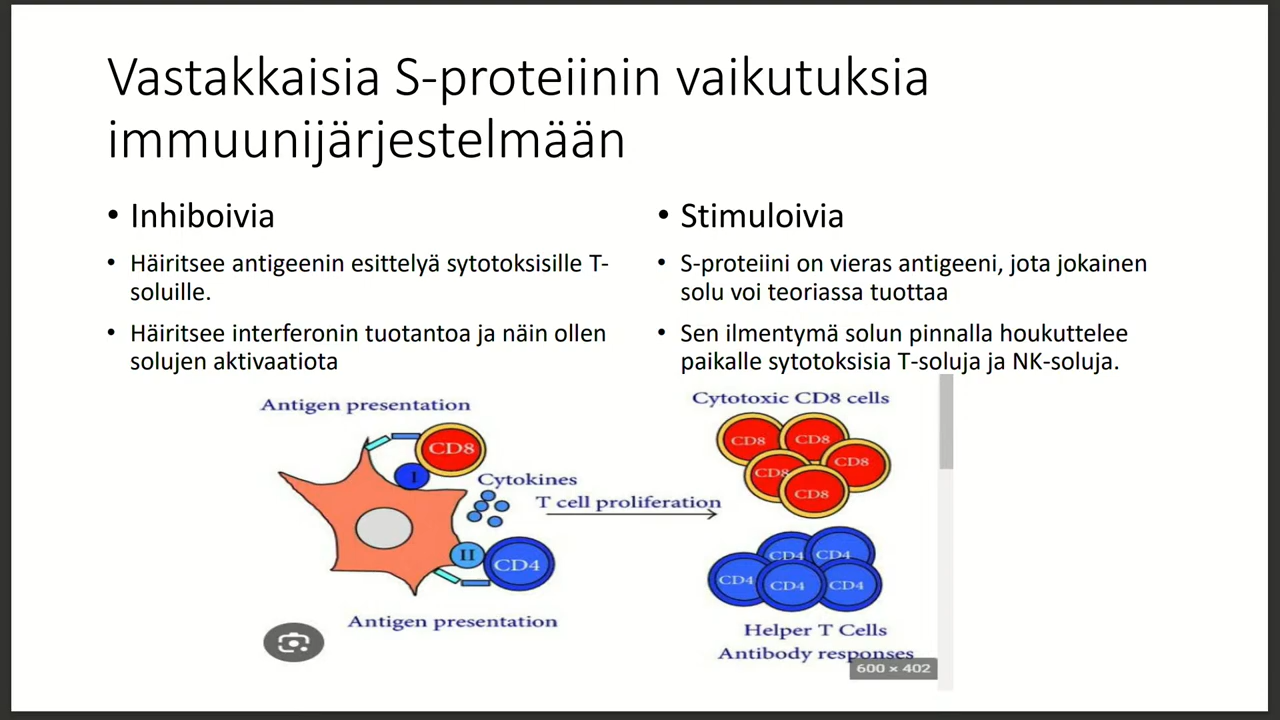 Vastakkaisia S-proteiinin vaikutuksia
immuunijärjestelmään
• Inhiboivia
• Häiritsee antigeenin esittelyä sytotoksisille T-
soluille.
• Häiritsee interferonin tuotantoa ja näin ollen
solujen aktivaatiota
• Stimuloivia
• S-proteiini on vieras antigeeni, jota jokainen
solu voi teoriassa tuottaa
• Sen ilmentymä solun pinnalla houkuttelee
paikalle sytotoksisia T-soluja ja NK-soluja.
Antigen presentation
CD8
I
Cytokines
T cell proliferation
II
CD4
Antigen presentation
Cytotoxic CD8 cells
CD8
CD8
CD8
CD8
CD8
CD4
CD4
CD4
CD4
CD4
Helper T Cells
Antibody responses
600 × 402